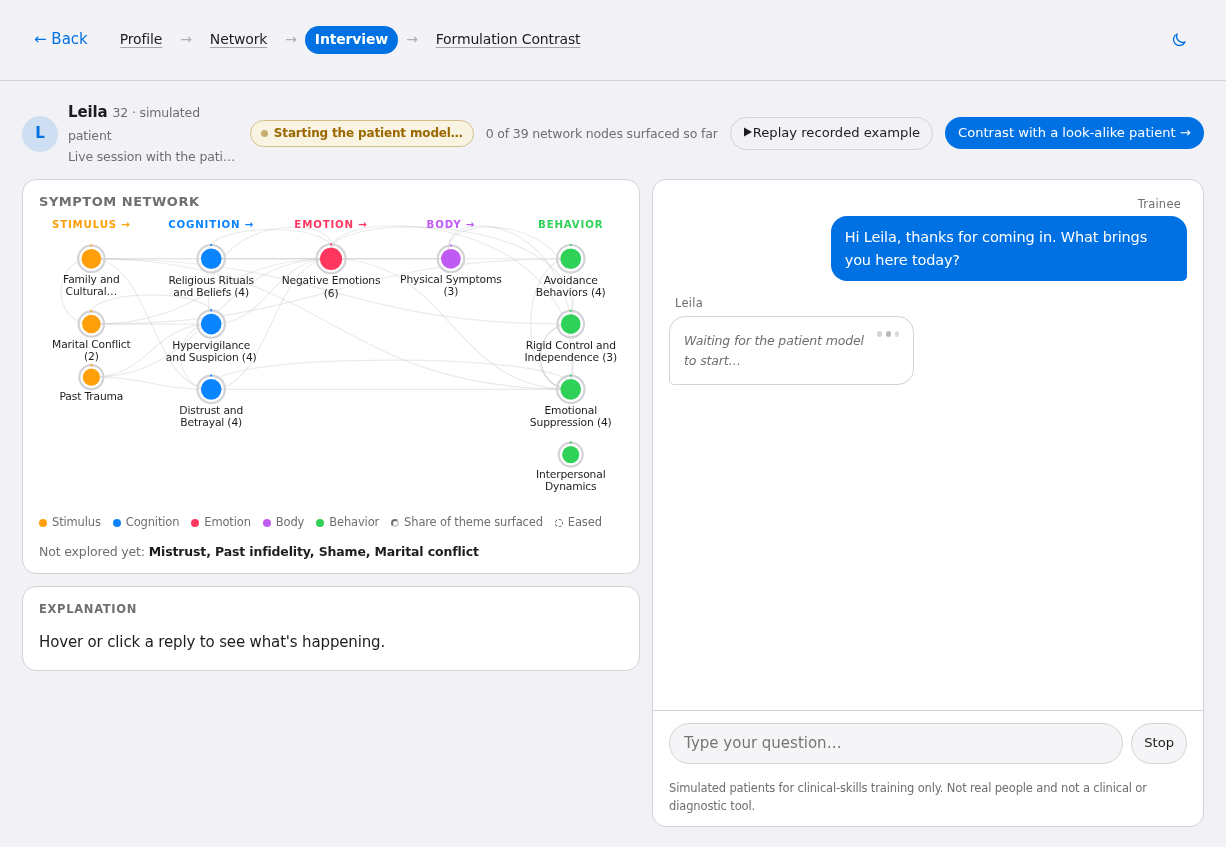 ← Back
Profile → Network → Interview → Formulation Contrast
L
Leila 32 · simulated
patient
Live session with the pati…
Starting the patient model…
0 of 39 network nodes surfaced so far
Replay recorded example
Contrast with a look-alike patient →
SYMPTOM NETWORK
STIMULUS → COGNITION → EMOTION → BODY → BEHAVIOR
Family and
Cultural…
Religious Rituals
and Beliefs (4)
Negative Emotions
(6)
Physical Symptoms
(3)
Avoidance
Behaviors (4)
Marital Conflict
(2)
Hypervigilance
and Suspicion (4)
Rigid Control and
Independence (3)
Past Trauma
Distrust and
Betrayal (4)
Emotional
Suppression (4)
Interpersonal
Dynamics
Stimulus Cognition Emotion Body Behavior Share of theme surfaced Eased
Not explored yet: Mistrust, Past infidelity, Shame, Marital conflict
EXPLANATION
Hover or click a reply to see what's happening.
Trainee
Hi Leila, thanks for coming in. What brings
you here today?
Leila
Waiting for the patient model
to start…
Type your question…
Stop
Simulated patients for clinical-skills training only. Not real people and not a clinical or
diagnostic tool.